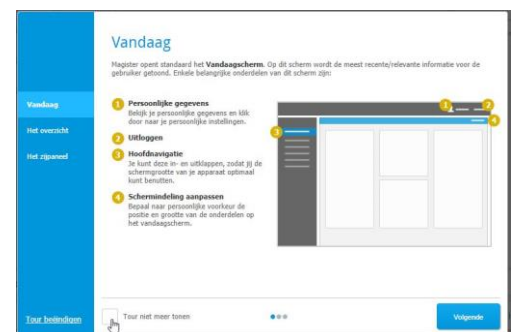 Vandaag
Magister opent standaard het Vandaagscherm. Op dit scherm wordt de meest recente/relevante informatie voor de
gebruiker getoond. Enkele belangrijke onderdelen van dit scherm zijn:
Vandaag
Het overzicht
Het zijpaneel
1 Persoonlijke gegevens
Bekijk je persoonlijke gegevens en klik
door naar je persoonlijke instellingen.
2 Uitloggen
3 Hoofdnavigatie
Je kunt deze in- en uitklappen, zodat jij de
schermgrootte van je apparaat optimaal
kunt benutten.
4 Schermindeling aanpassen
Bepaal naar persoonlijke voorkeur de
positie en grootte van de onderdelen op
het vandaagscherm.
1
2
3
4
Tour beëindigen
Tour niet meer tonen
Volgende